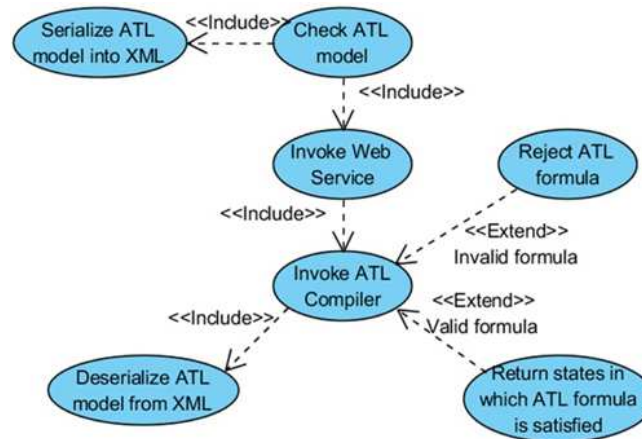 Serialize ATL
model into XML
<<Include>>
Check ATL
model
<<Include>>
Invoke Web
Service
Reject ATL
formula
<<Include>>
<<Extend>>
Invalid formula
Invoke ATL
Compiler
<<Include>>
<<Extend>>
Valid formula
Deserialize ATL
model from XML
Return states in
which ATL formula
is satisfied